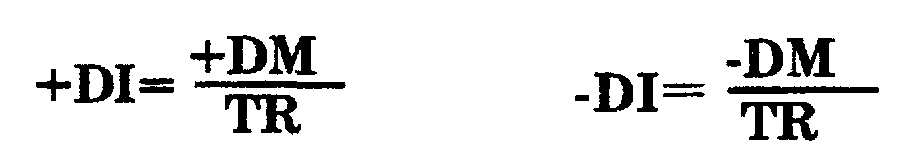 +DI= +DM / TR
-DI= -DM / TR